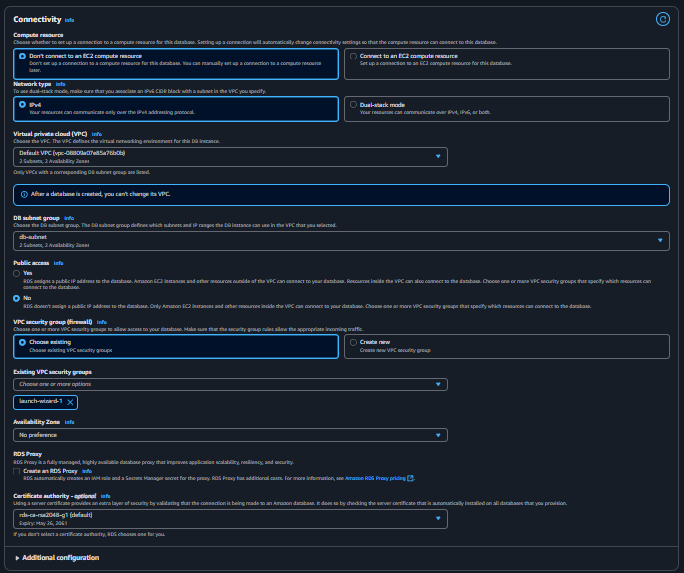 Connectivity Info
Compute resource
Choose whether to set up a connection to a compute resource for this database. Setting up a connection will automatically change connectivity settings so that the compute resource can connect to this database.
Don't connect to an EC2 compute resource
Don't set up a connection to a compute resource for this database. You can manually set up a connection to a compute resource
later.
Connect to an EC2 compute resource
Set up a connection to an EC2 compute resource for this database.
Network type Info
To use dual-stack mode, make sure that you associate an IPv6 CIDR block with a subnet in the VPC you specify.
IPv4
Your resources can communicate only over the IPv4 addressing protocol.
Dual-stack mode
Your resources can communicate over IPv4, IPv6, or both.
Virtual private cloud (VPC) Info
Choose the VPC. The VPC defines the virtual networking environment for this DB instance.
Default VPC (vpc-08809a07e85a76b0b)
2 Subnets, 2 Availability Zones
Only VPCs with a corresponding DB subnet group are listed.
After a database is created, you can't change its VPC.
DB subnet group Info
Choose the DB subnet group. The DB subnet group defines which subnets and IP ranges the DB instance can use in the VPC that you selected.
db-subnet
2 Subnets, 2 Availability Zones
Public access Info
Yes
RDS assigns a public IP address to the database. Amazon EC2 instances and other resources outside of the VPC can connect to your database. Resources inside the VPC can also connect to the database. Choose one or more VPC security groups that specify which resources can
connect to the database.
No
RDS doesn't assign a public IP address to the database. Only Amazon EC2 instances and other resources inside the VPC can connect to your database. Choose one or more VPC security groups that specify which resources can connect to the database.
VPC security group (firewall) Info
Choose one or more VPC security groups to allow access to your database. Make sure that the security group rules allow the appropriate incoming traffic.
Choose existing
Choose existing VPC security groups
Create new
Create new VPC security group
Existing VPC security groups
Choose one or more options
launch-wizard-1
Availability Zone Info
No preference
RDS Proxy
RDS Proxy is a fully managed, highly available database proxy that improves application scalability, resiliency, and security.
Create an RDS Proxy Info
RDS automatically creates an IAM role and a Secrets Manager secret for the proxy. RDS Proxy has additional costs. For more information, see Amazon RDS Proxy pricing
Certificate authority - optional Info
Using a server certificate provides an extra layer of security by validating that the connection is being made to an Amazon database. It does so by checking the server certificate that is automatically installed on all databases that you provision.
rds-ca-rsa2048-g1 (default)
Expiry: May 26, 2061
If you don't select a certificate authority, RDS chooses one for you.
Additional configuration